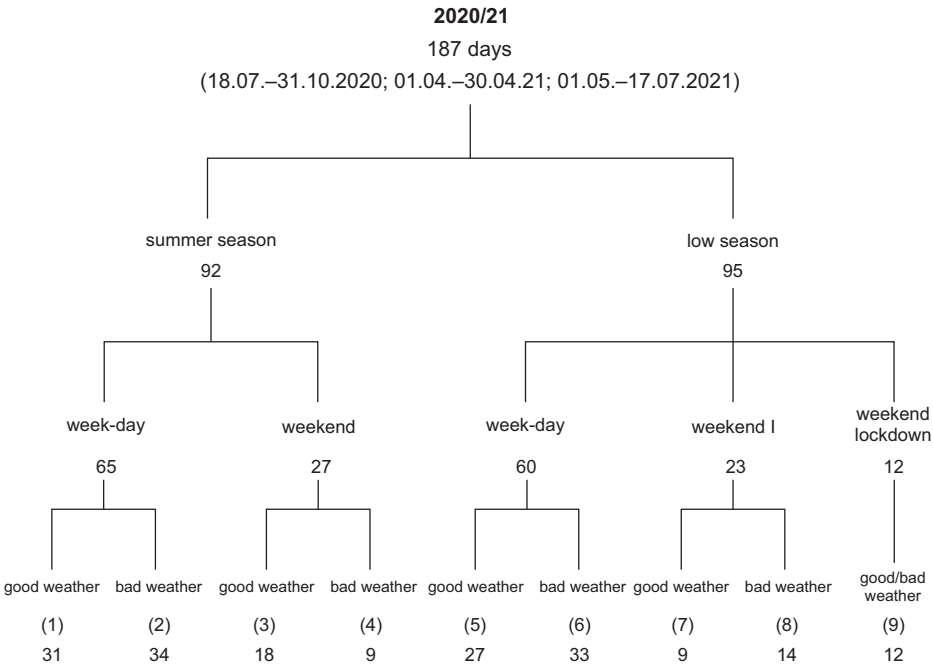 2020/21
187 days
(18.07.–31.10.2020; 01.04.–30.04.21; 01.05.–17.07.2021)
summer season
low season
92
95
week-day
weekend
week-day
weekend I
weekend
lockdown
65
27
60
23
12
good weather
bad weather
good weather
bad weather
good weather
bad weather
good weather
bad weather
good/bad
weather
(1)
(2)
(3)
(4)
(5)
(6)
(7)
(8)
(9)
31
34
18
9
27
33
9
14
12